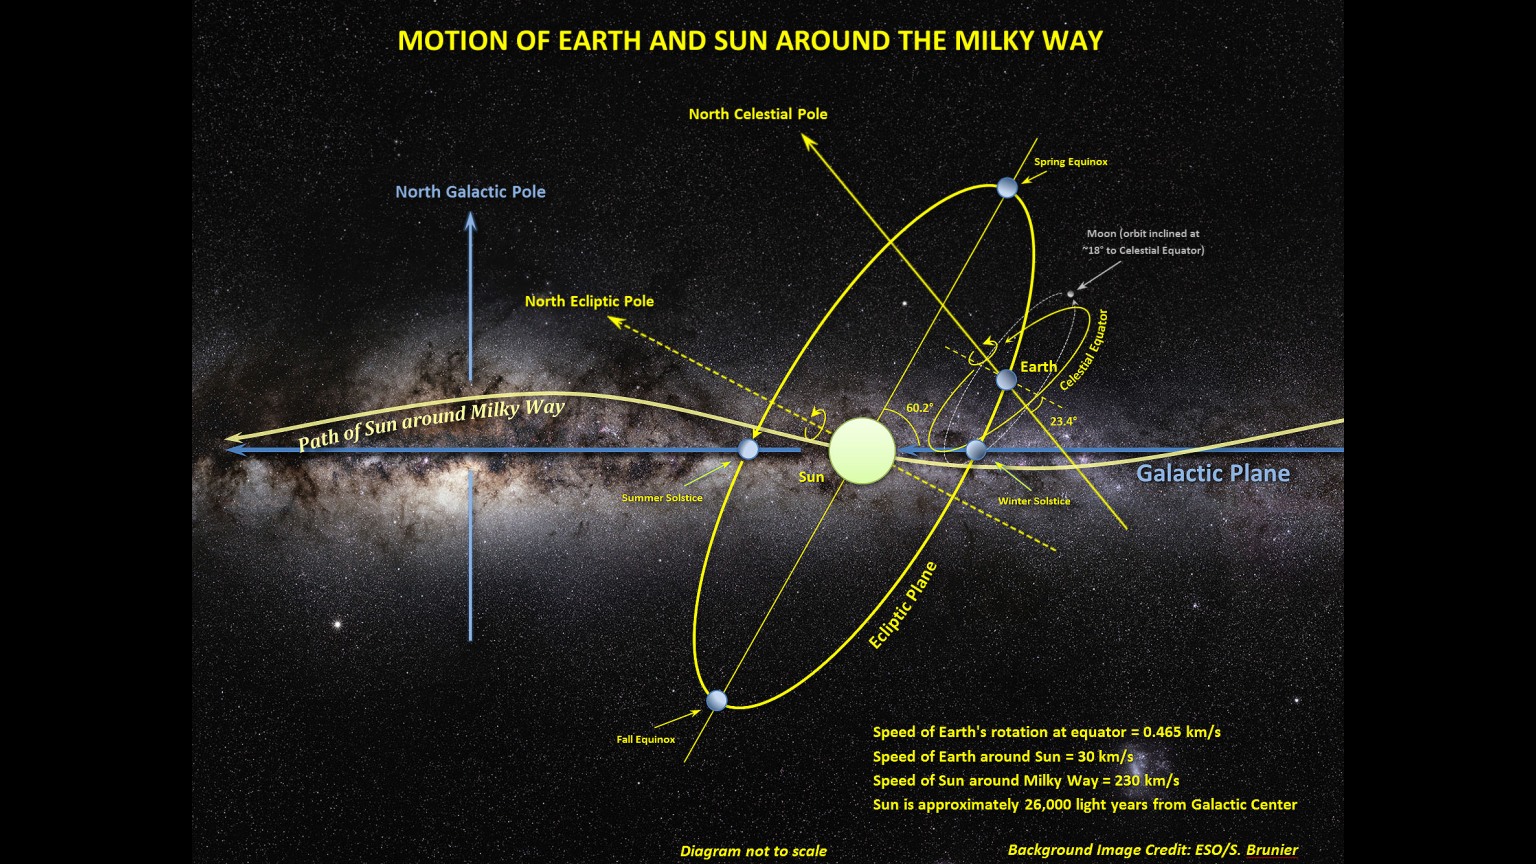 MOTION OF EARTH AND SUN AROUND THE MILKY WAY
North Celestial Pole
Spring Equinox
North Galactic Pole
Moon (orbit inclined at
~18° to Celestial Equator)
North Ecliptic Pole
Celestial Equator
Earth
60.2°
23.4°
Path of Sun around Milky Way
Sun
Galactic Plane
Summer Solstice
Winter Solstice
Ecliptic Plane
Fall Equinox
Speed of Earth's rotation at equator = 0.465 km/s
Speed of Earth around Sun = 30 km/s
Speed of Sun around Milky Way = 230 km/s
Sun is approximately 26,000 light years from Galactic Center
Diagram not to scale
Background Image Credit: ESO/S. Brunier